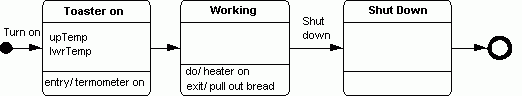 Turn on
Toaster on
upTemp
lwrTemp
entry/ termometer on
Working
do/ heater on
exit/ pull out bread
Shut
down
Shut Down